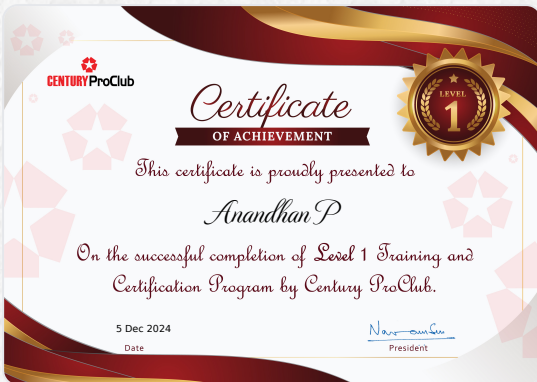 CENTURY ProClub
Certificate
OF ACHIEVEMENT
LEVEL
1
This certificate is proudly presented to
Anandhan P
On the successful completion of Level 1 Training and
Certification Program by Century ProClub.
5 Dec 2024
Date
President